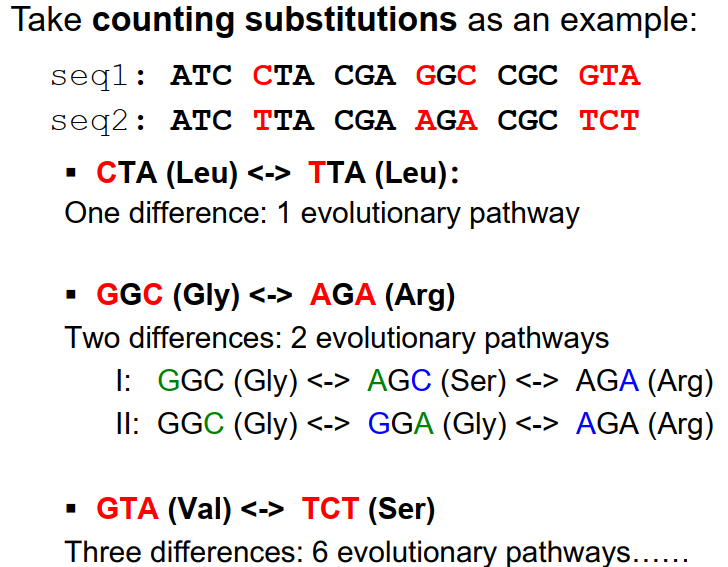 Take counting substitutions as an example:
seq1: ATC CTA CGA GGC CGC GTA
seq2: ATC TTA CGA AGA CGC TCT
▪ CTA (Leu) <-> TTA (Leu):
One difference: 1 evolutionary pathway
▪ GGC (Gly) <-> AGA (Arg)
Two differences: 2 evolutionary pathways
I: GGC (Gly) <-> AGC (Ser) <-> AGA (Arg)
II: GGC (Gly) <-> GGA (Gly) <-> AGA (Arg)
▪ GTA (Val) <-> TCT (Ser)
Three differences: 6 evolutionary pathways……